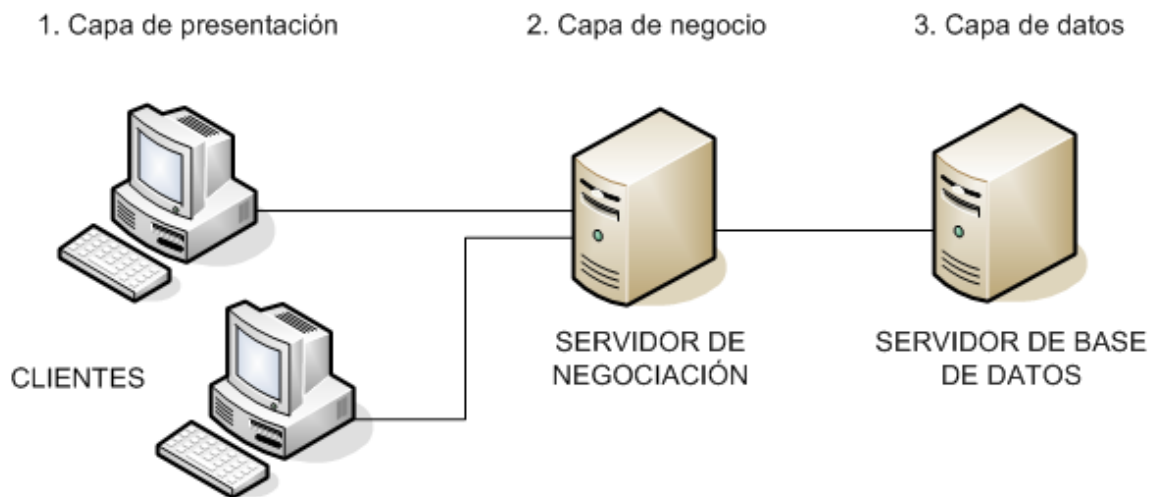 1. Capa de presentación
2. Capa de negocio
3. Capa de datos
CLIENTES
SERVIDOR DE
NEGOCIACIÓN
SERVIDOR DE BASE
DE DATOS